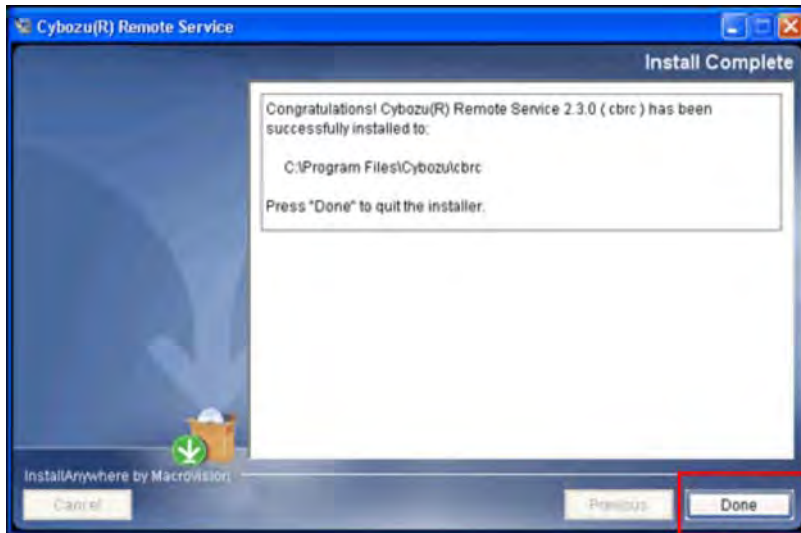 Cybozu(R) Remote Service
Install Complete
Congratulations! Cybozu(R) Remote Service 2.3.0 ( cbrc ) has been
successfully installed to:
C:\Program Files\Cybozu\cbrc
Press "Done" to quit the installer.
InstallAnywhere by Macrovision
Cancel
Previous
Done